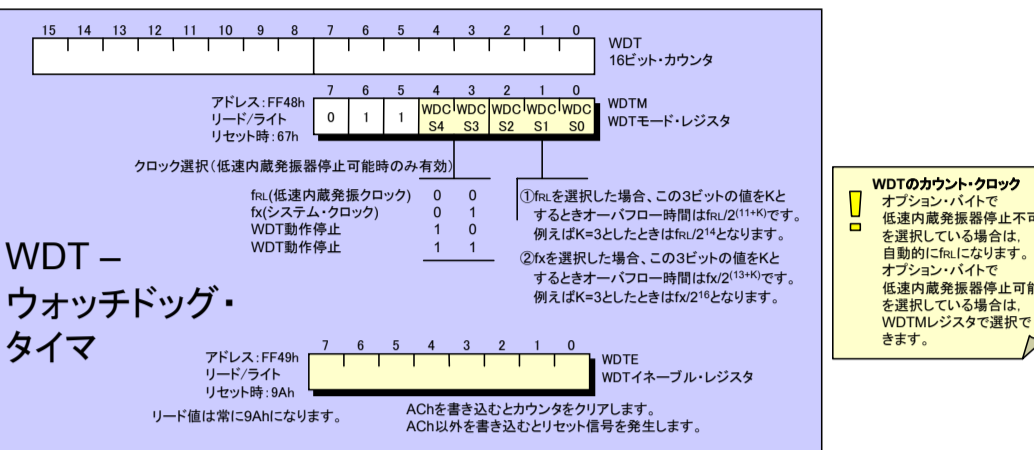 15 14 13 12 11 10 9 8 7 6 5 4 3 2 1 0
WDT
16ビット・カウンタ
7 6 5 4 3 2 1 0
アドレス：FF48h
リード/ライト
リセット時：67h
0 1 1 WDCS4 WDCS3 WDCS2 WDCS1 WDCS0
WDTM
WDTモード・レジスタ
クロック選択（低速内蔵発振器停止可能時のみ有効）
fRL(低速内蔵発振クロック) 0 0
fx(システム・クロック) 0 1
WDT動作停止 1 0
WDT動作停止 1 1
①fRLを選択した場合、この3ビットの値をKと
するときオーバフロー時間はfRL/2(11+K)です。
例えばK=3としたときはfRL/214となります。
②fxを選択した場合、この3ビットの値をKと
するときオーバフロー時間はfx/2(13+K)です。
例えばK=3としたときはfx/216となります。
WDT –
ウォッチドッグ・
タイマ
7 6 5 4 3 2 1 0
アドレス：FF49h
リード/ライト
リセット時：9Ah
WDTE
WDTイネーブル・レジスタ
リード値は常に9Ahになります。
AChを書き込むとカウンタをクリアします。
ACh以外を書き込むとリセット信号を発生します。
WDTのカウント・クロック
オプション・バイトで
低速内蔵発振器停止不可
を選択している場合は，
自動的にfRLになります。
オプション・バイトで
低速内蔵発振器停止可能
を選択している場合は，
WDTMレジスタで選択で
きます。